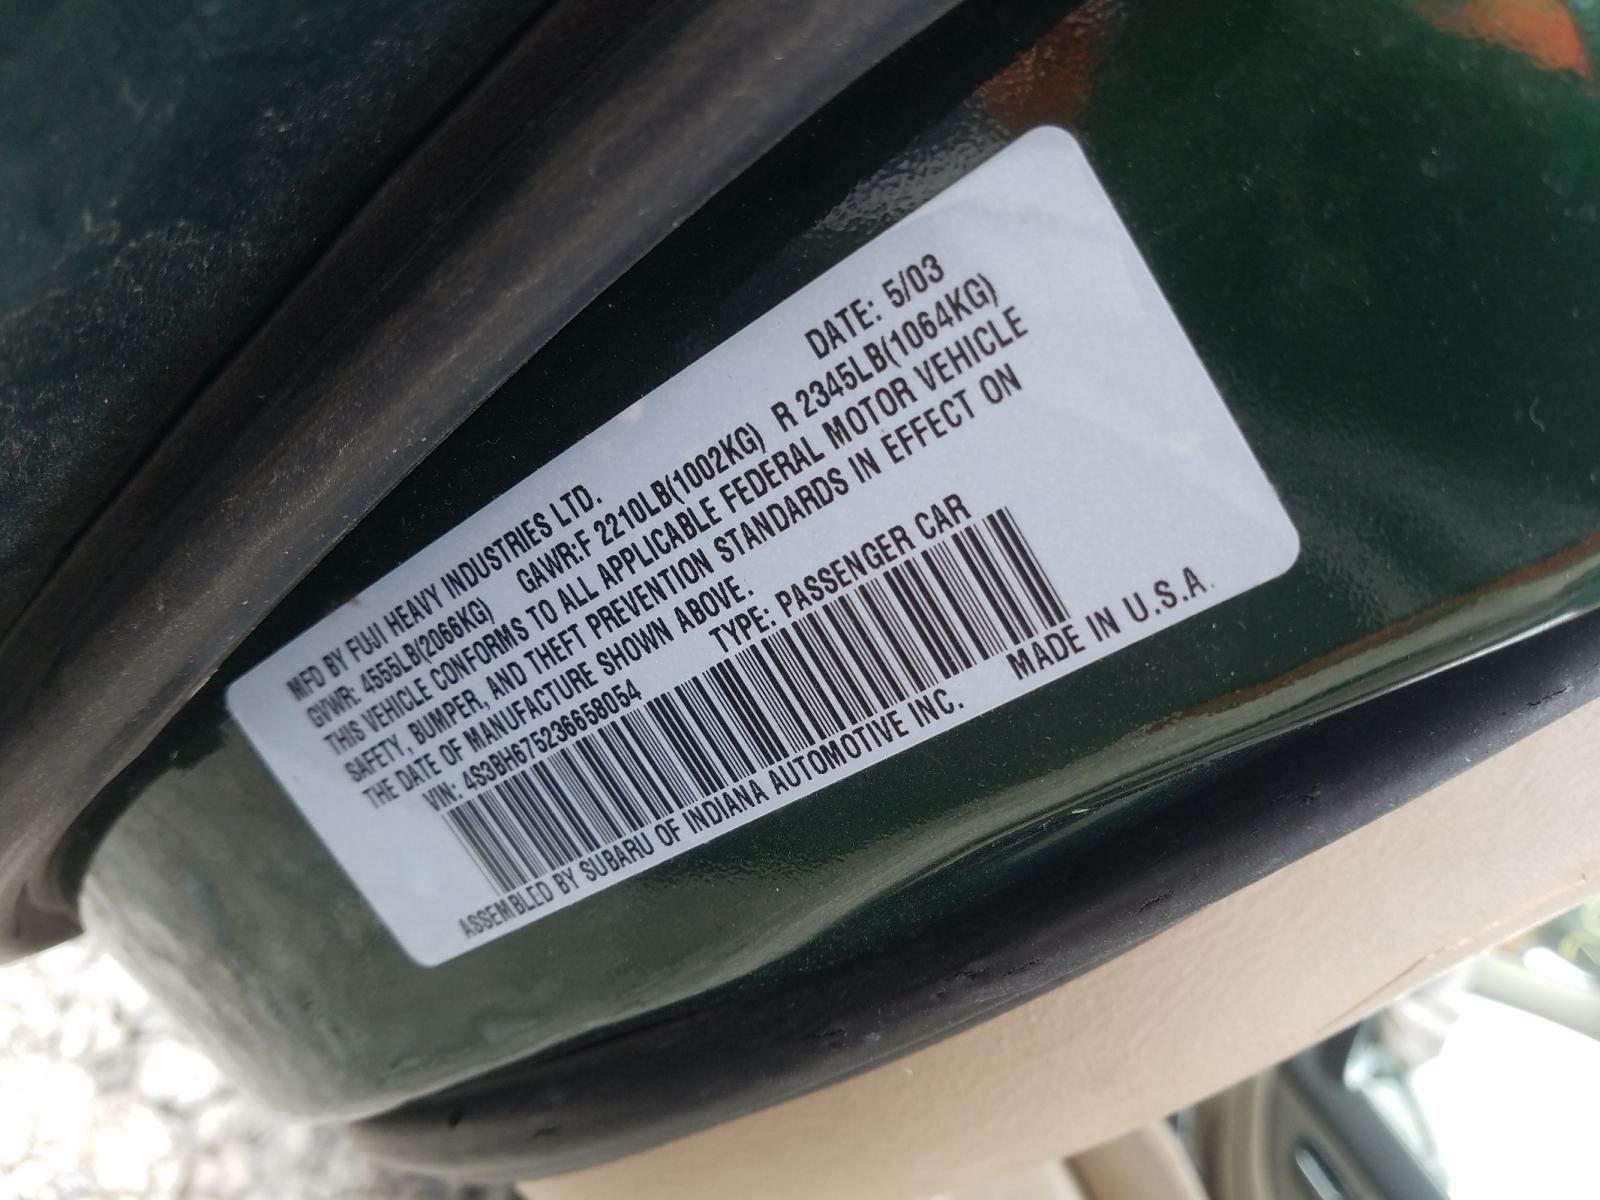 MFD BY FUJI HEAVY INDUSTRIES LTD. DATE: 5/03
GVWR: 4555LB(2066KG) GAWR:F 2210LB(1002KG) R 2345LB(1064KG)
THIS VEHICLE CONFORMS TO ALL APPLICABLE FEDERAL MOTOR VEHICLE
SAFETY, BUMPER, AND THEFT PREVENTION STANDARDS IN EFFECT ON
THE DATE OF MANUFACTURE SHOWN ABOVE.
VIN: 4S3BH675236658054 TYPE: PASSENGER CAR
ASSEMBLED BY SUBARU OF INDIANA AUTOMOTIVE INC. MADE IN U.S.A.